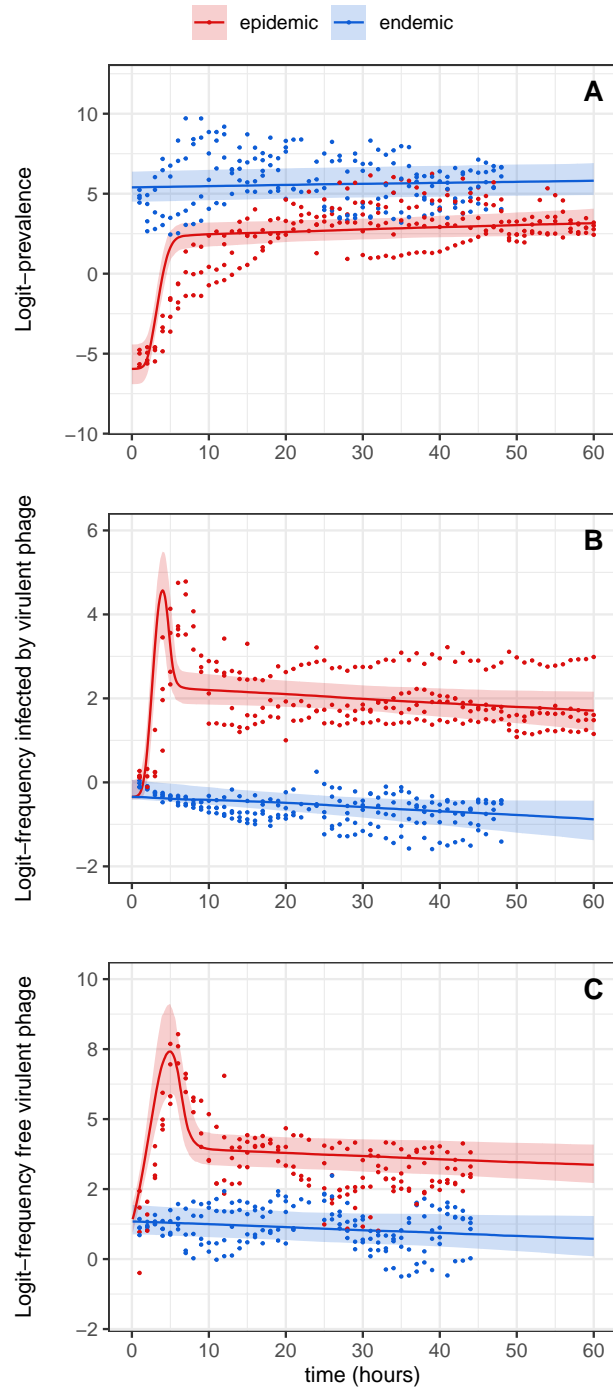 epidemic endemic
A
Logit−prevalence
10
5
0
−5
−10
0 10 20 30 40 50 60
B
Logit−frequency infected by virulent phage
6
4
2
0
−2
0 10 20 30 40 50 60
C
Logit−frequency free virulent phage
10
8
5
2
0
−2
0 10 20 30 40 50 60
time (hours)